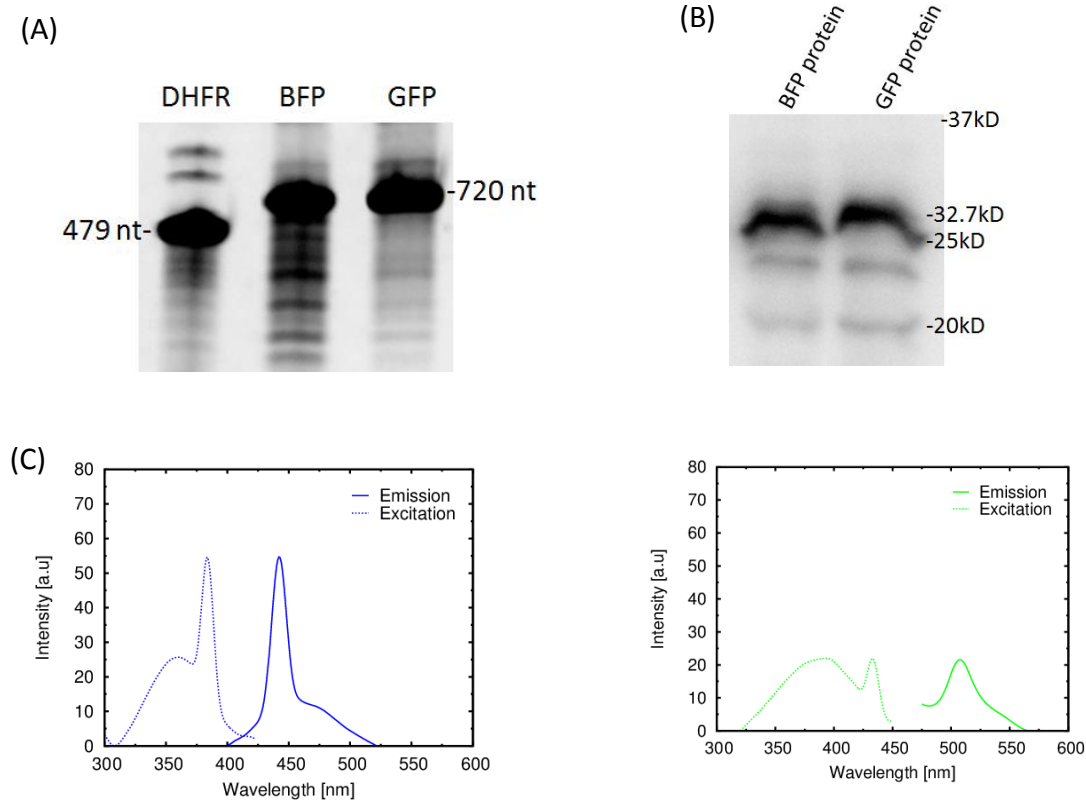 (A)
DHFR BFP GFP
479 nt-
-720 nt
(B)
BFP protein
GFP protein
-37kD
-32.7kD
-25kD
-20kD
(C)
80
70
60
50
40
30
20
10
0
300 350 400 450 500 550 600
Intensity [a.u]
Wavelength [nm]
Emission
Excitation
80
70
60
50
40
30
20
10
0
300 350 400 450 500 550 600
Intensity [a.u]
Wavelength [nm]
Emission
Excitation